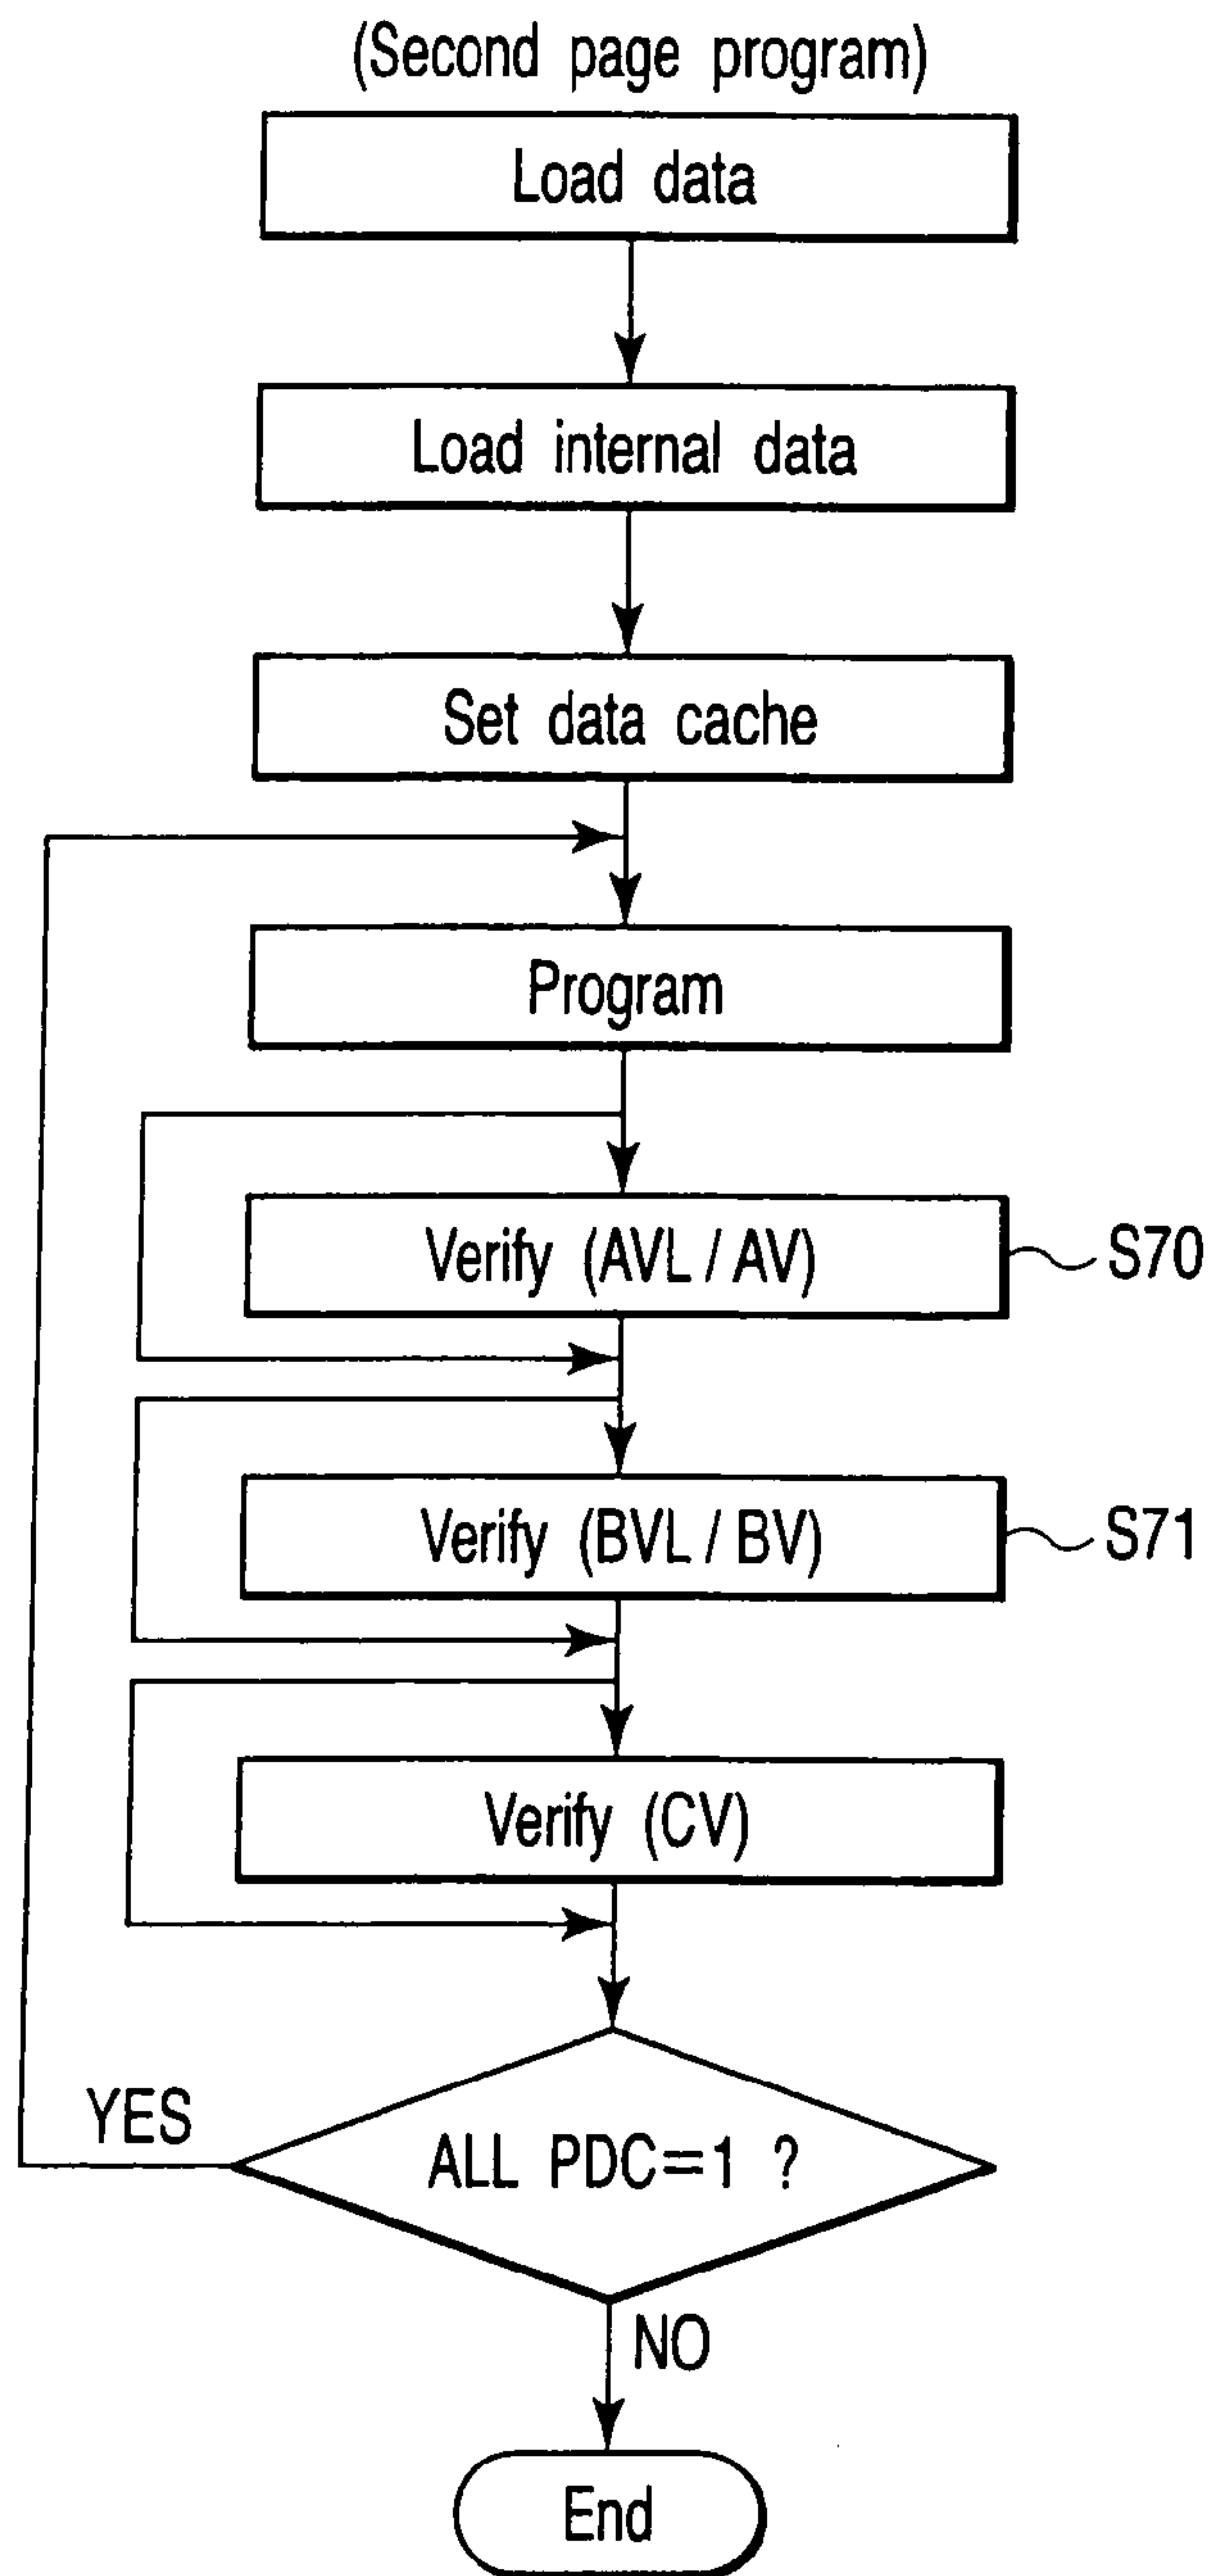 (Second page program)
Load data
Load internal data
Set data cache
Program
Verify (AVL / AV)
S70
Verify (BVL / BV)
S71
Verify (CV)
YES
ALL PDC=1 ?
NO
End